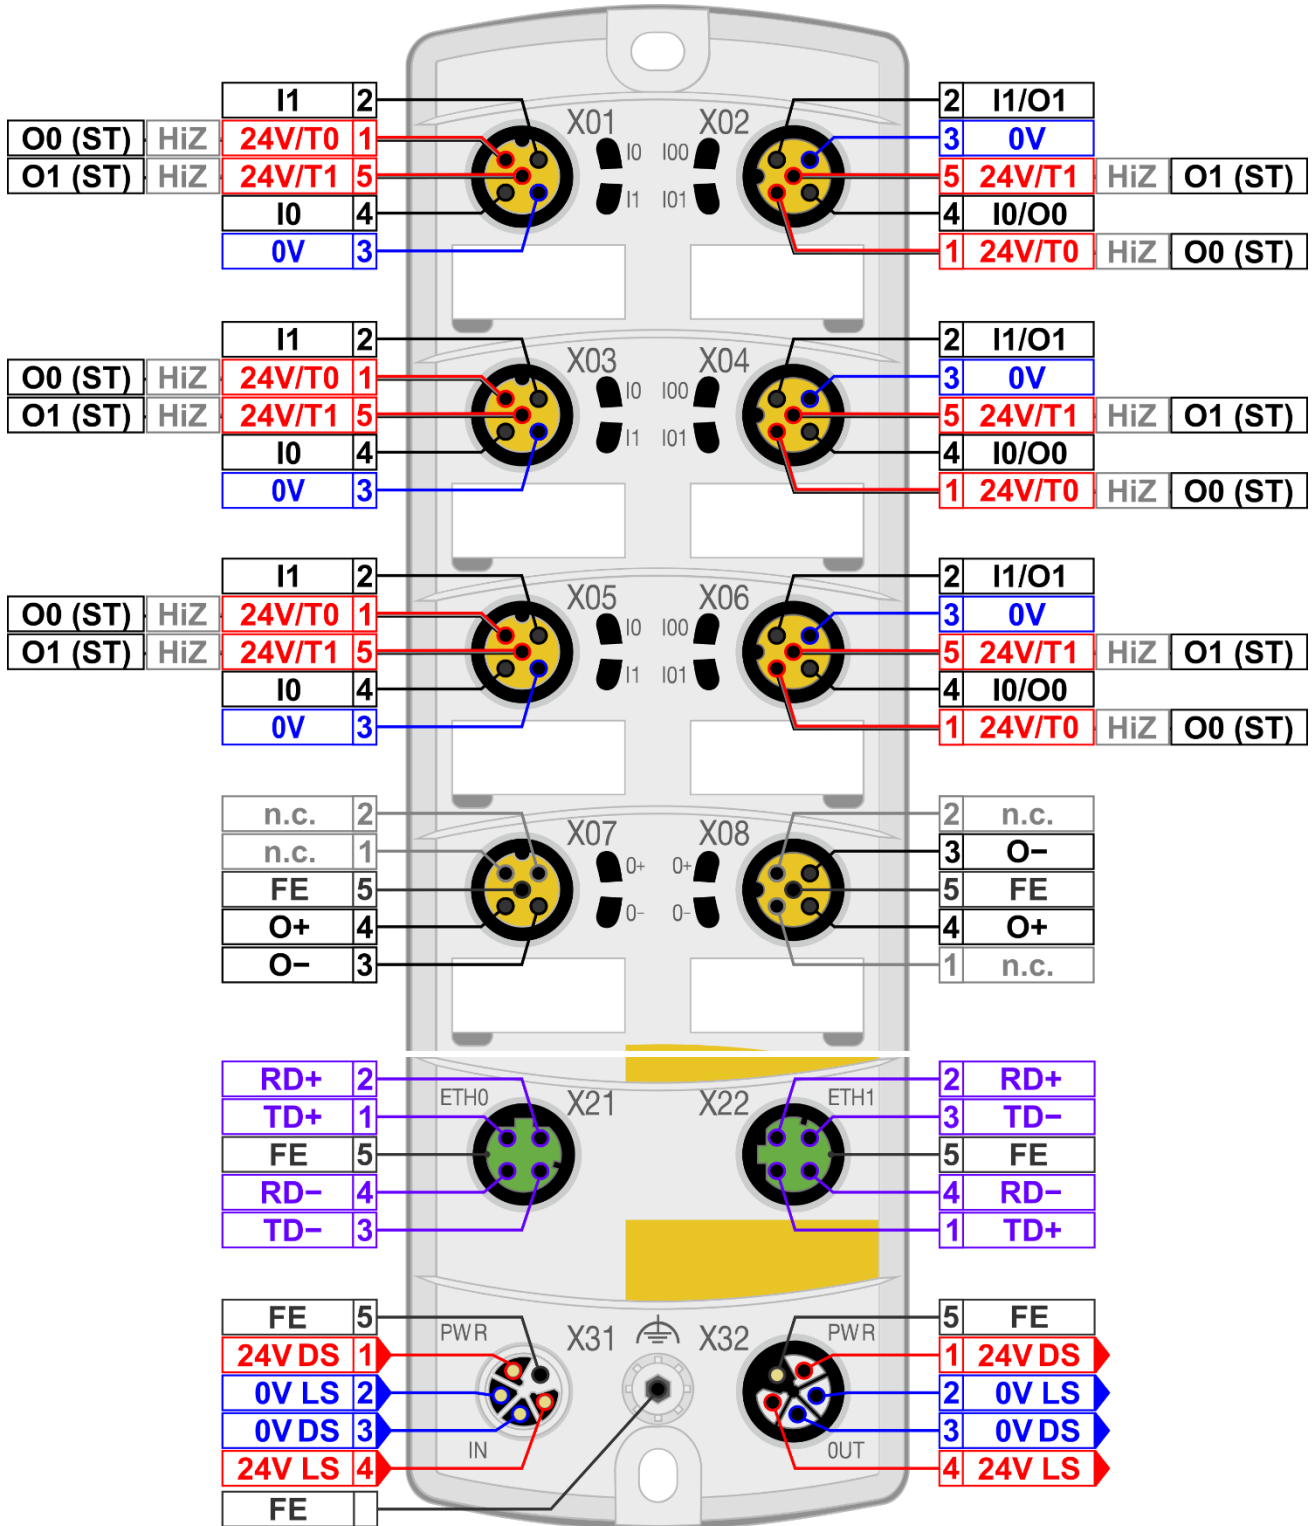 I1 2 X01 X02 2 I1/O1
O0 (ST) HiZ 24V/T0 1 I0 I00 3 0V
O1 (ST) HiZ 24V/T1 5 I1 I01 5 24V/T1 HiZ O1 (ST)
I0 4 4 I0/O0
0V 3 1 24V/T0 HiZ O0 (ST)
I1 2 X03 X04 2 I1/O1
O0 (ST) HiZ 24V/T0 1 I0 I00 3 0V
O1 (ST) HiZ 24V/T1 5 I1 I01 5 24V/T1 HiZ O1 (ST)
I0 4 4 I0/O0
0V 3 1 24V/T0 HiZ O0 (ST)
I1 2 X05 X06 2 I1/O1
O0 (ST) HiZ 24V/T0 1 I0 I00 3 0V
O1 (ST) HiZ 24V/T1 5 I1 I01 5 24V/T1 HiZ O1 (ST)
I0 4 4 I0/O0
0V 3 1 24V/T0 HiZ O0 (ST)
n.c. 2 X07 X08 2 n.c.
n.c. 1 O+ O+ 3 O−
FE 5 O- O- 5 FE
O+ 4 4 O+
O− 3 1 n.c.
RD+ 2 ETH0 X21 X22 ETH1 2 RD+
TD+ 1 3 TD−
FE 5 5 FE
RD− 4 4 RD−
TD− 3 1 TD+
FE 5 PWR X31 X32 PWR 5 FE
24V DS 1 1 24V DS
0V LS 2 2 0V LS
0V DS 3 IN OUT 3 0V DS
24V LS 4 4 24V LS
FE